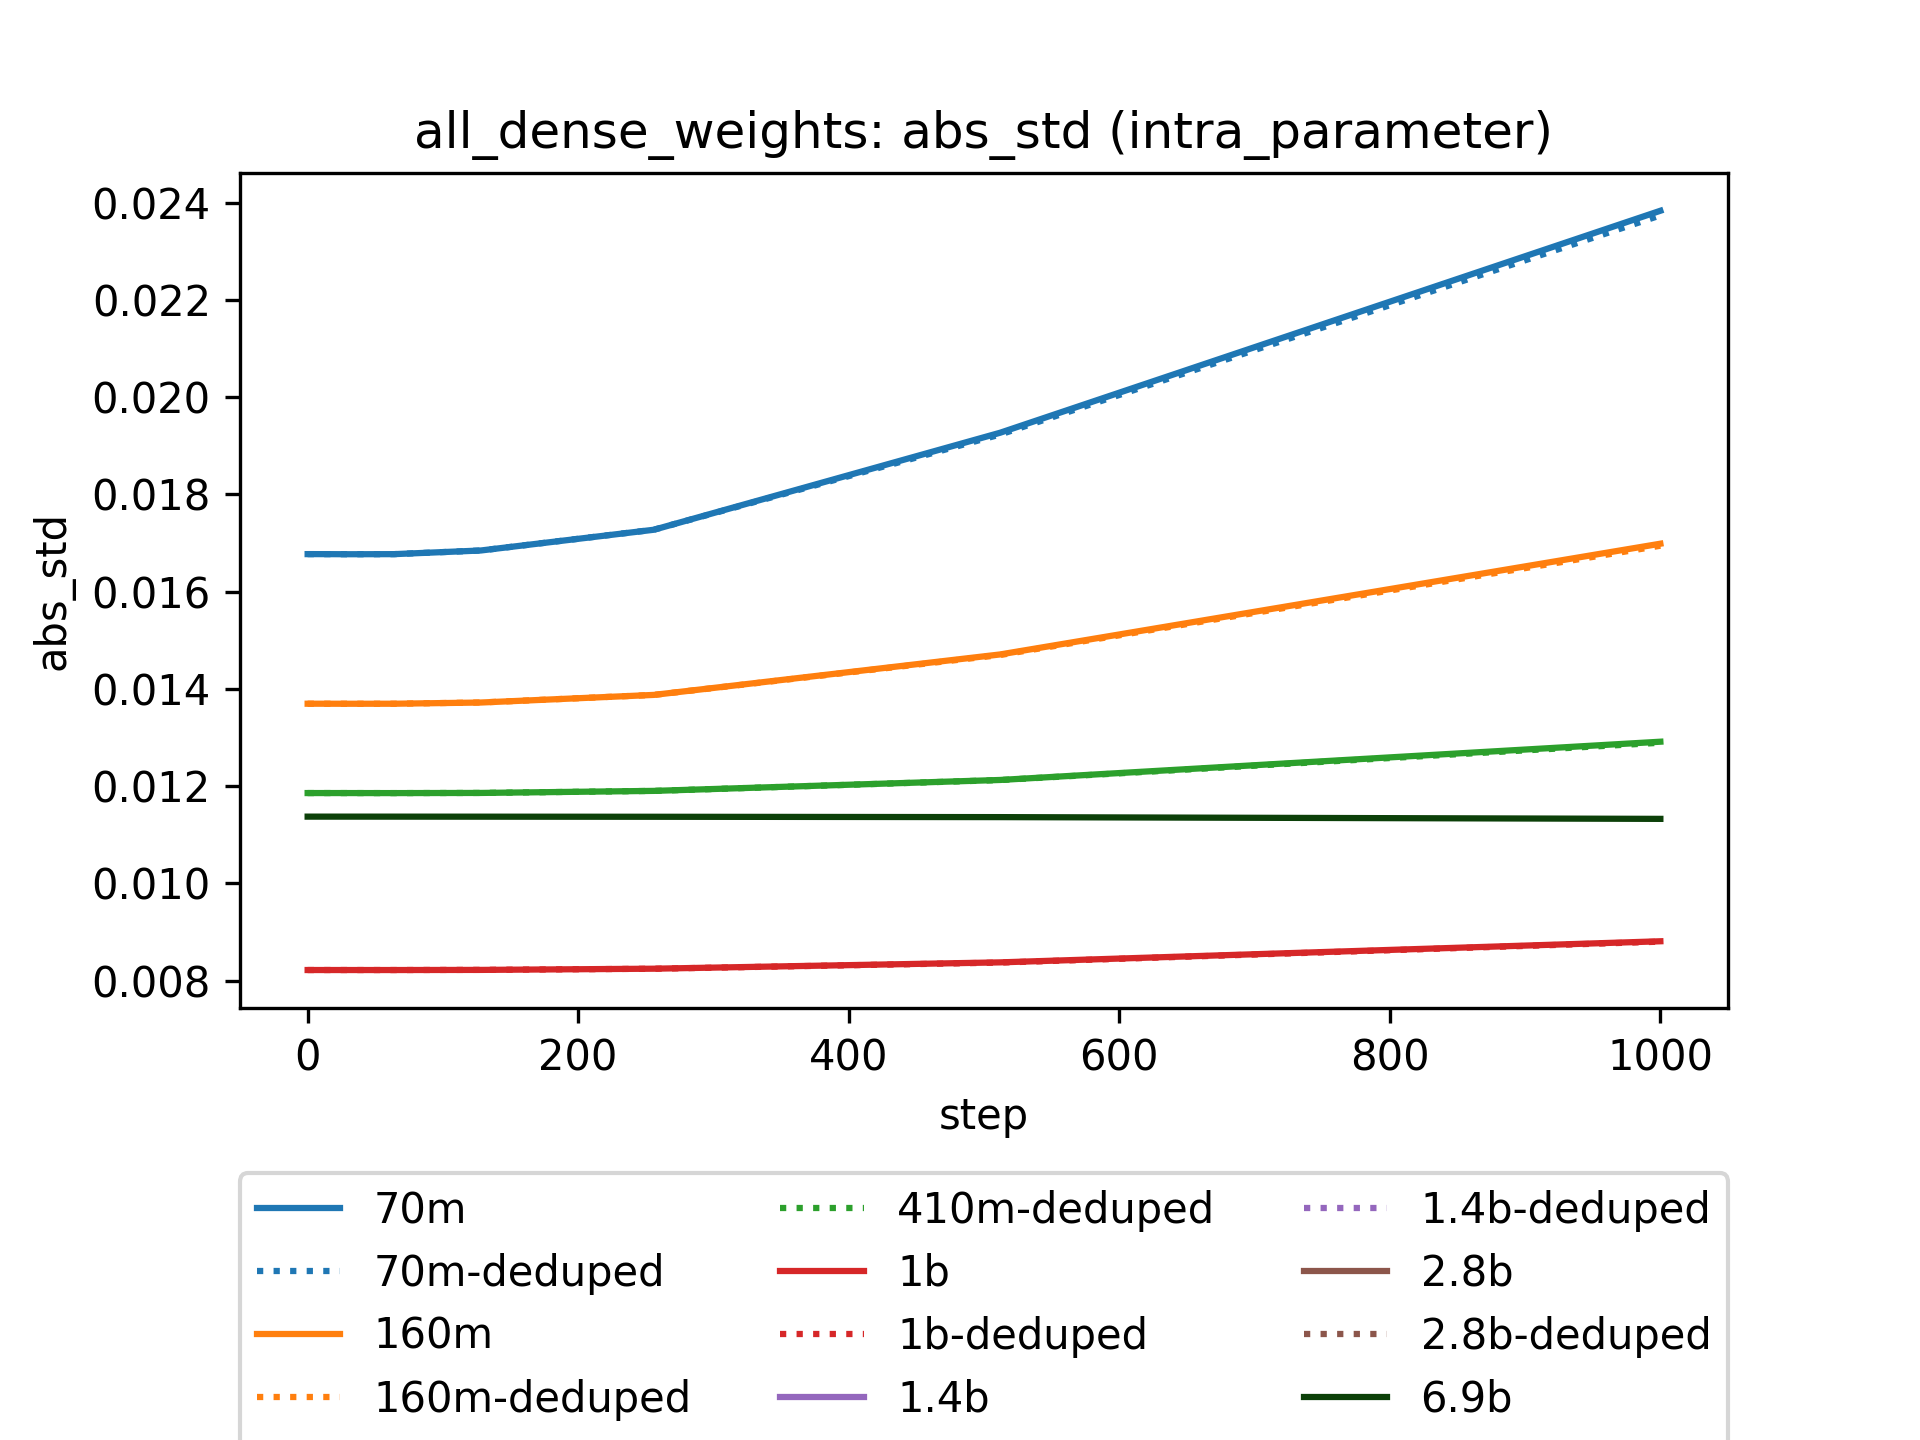 all_dense_weights: abs_std (intra_parameter)
0.024
0.022
0.020
0.018
0.016
0.014
0.012
0.010
0.008
abs_std
0 200 400 600 800 1000
step
70m 410m-deduped 1.4b-deduped
70m-deduped 1b 2.8b
160m 1b-deduped 2.8b-deduped
160m-deduped 1.4b 6.9b